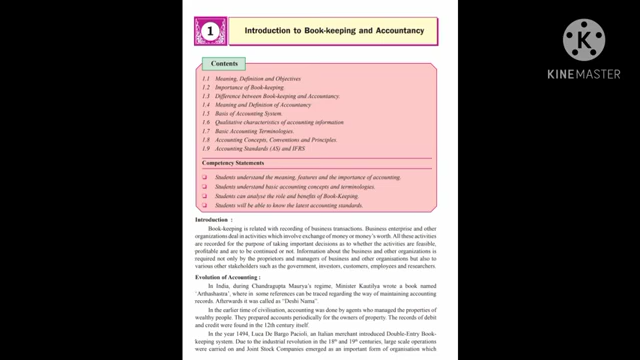 1
Introduction to Book-keeping and Accountancy
K
KINEMASTER
Contents
1.1 Meaning, Definition and Objectives
1.2 Importance of Book-keeping.
1.3 Difference between Book-keeping and Accountancy.
1.4 Meaning and Definition of Accountancy
1.5 Basis of Accounting System.
1.6 Qualitative characteristics of accounting information
1.7 Basic Accounting Terminologies.
1.8 Accounting Concepts, Conventions and Principles.
1.9 Accounting Standards (AS) and IFRS
Competency Statements
Students understand the meaning, features and the importance of accounting.
Students understand basic accounting concepts and terminologies.
Students can analyse the role and benefits of Book-Keeping.
Students will be able to know the latest accounting standards.
Introduction :
Book-keeping is related with recording of business transactions. Business enterprise and other
organizations deal in activities which involve exchange of money or money's worth. All these activities
are recorded for the purpose of taking important decisions as to whether the activities are feasible,
profitable and are to be continued or not. Information about the business and other organizations is
required not only by the proprietors and managers of business and other organisations but also to
various other stakeholders such as the government, investors, customers, employees and researchers.
Evolution of Accounting :
In India, during Chandragupta Maurya's regime, Minister Kautilya wrote a book named
'Arthashastra', where in some references can be traced regarding the way of maintaining accounting
records. Afterwards it was called as "Deshi Nama".
In the earlier time of civilisation, accounting was done by agents who managed the properties of
wealthy people. They prepared accounts periodically for the owners of property. The records of debit
and credit were found in the 12th century itself.
In the year 1494, Luca De Bargo Pacioli, an Italian merchant introduced Double-Entry Book-
keeping system. Due to the industrial revolution in the 18th and 19th centuries, large scale operations
were carried on and Joint Stock Companies emerged as an important form of organisation which